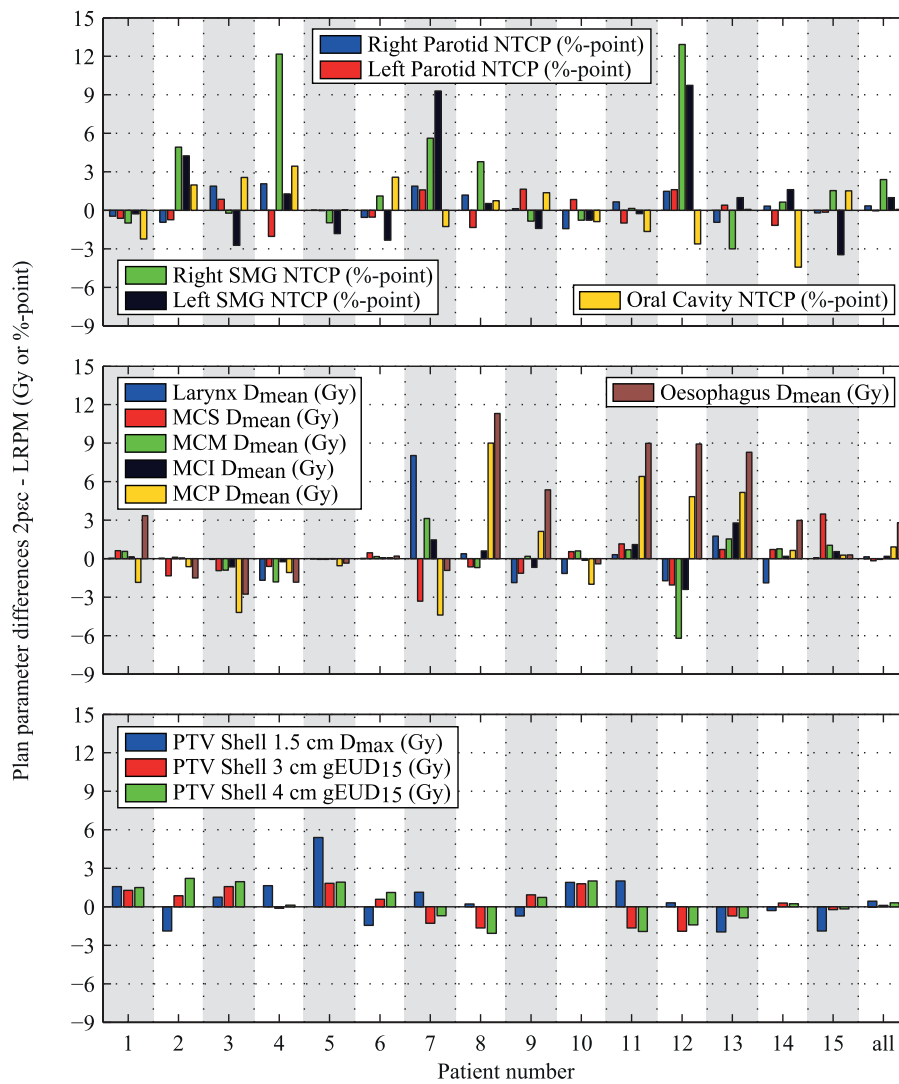 Plan parameter differences 2pεc - LRPM (Gy or %-point)
15
12
9
6
3
0
−3
−6
−9
Right Parotid NTCP (%-point)
Left Parotid NTCP (%-point)
Right SMG NTCP (%-point)
Left SMG NTCP (%-point)
Oral Cavity NTCP (%-point)
15
12
9
6
3
0
−3
−6
−9
Larynx Dmean (Gy)
MCS Dmean (Gy)
MCM Dmean (Gy)
MCI Dmean (Gy)
MCP Dmean (Gy)
Oesophagus Dmean (Gy)
15
12
9
6
3
0
−3
−6
−9
PTV Shell 1.5 cm Dmax (Gy)
PTV Shell 3 cm gEUD15 (Gy)
PTV Shell 4 cm gEUD15 (Gy)
1 2 3 4 5 6 7 8 9 10 11 12 13 14 15 all
Patient number